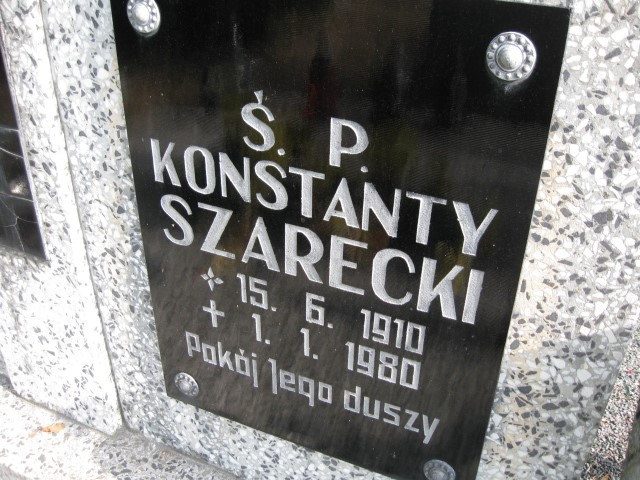 Ś. P.
KONSTANTY
SZARECKI
15. 6. 1910
1. 1. 1980
Pokój Jego duszy